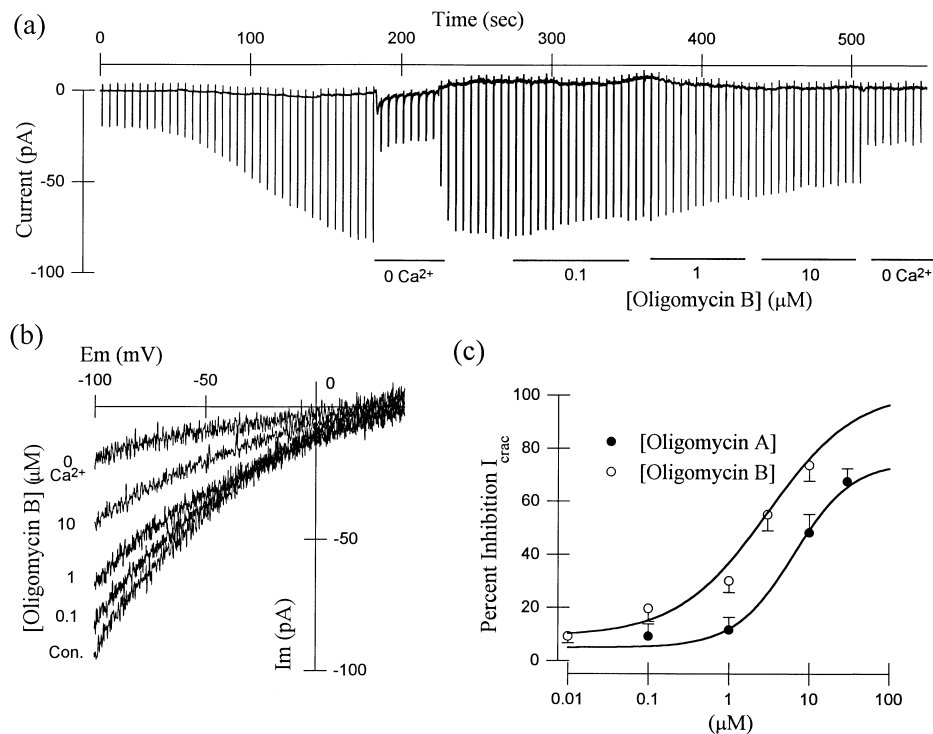 (a)
Time (sec)
0 100 200 300 400 500
0
-50
-100
Current (pA)
0 Ca²⁺ 0.1 1 10 0 Ca²⁺
[Oligomycin B] (μM)
(b)
Em (mV)
-100 -50 0
0
Ca²⁺
10
1
0.1
Con.
[Oligomycin B] (μM)
-50
-100
Im (pA)
(c)
100
80
60
40
20
0
Percent Inhibition I crac
[Oligomycin A]
[Oligomycin B]
0.01 0.1 1 10 100
(μM)